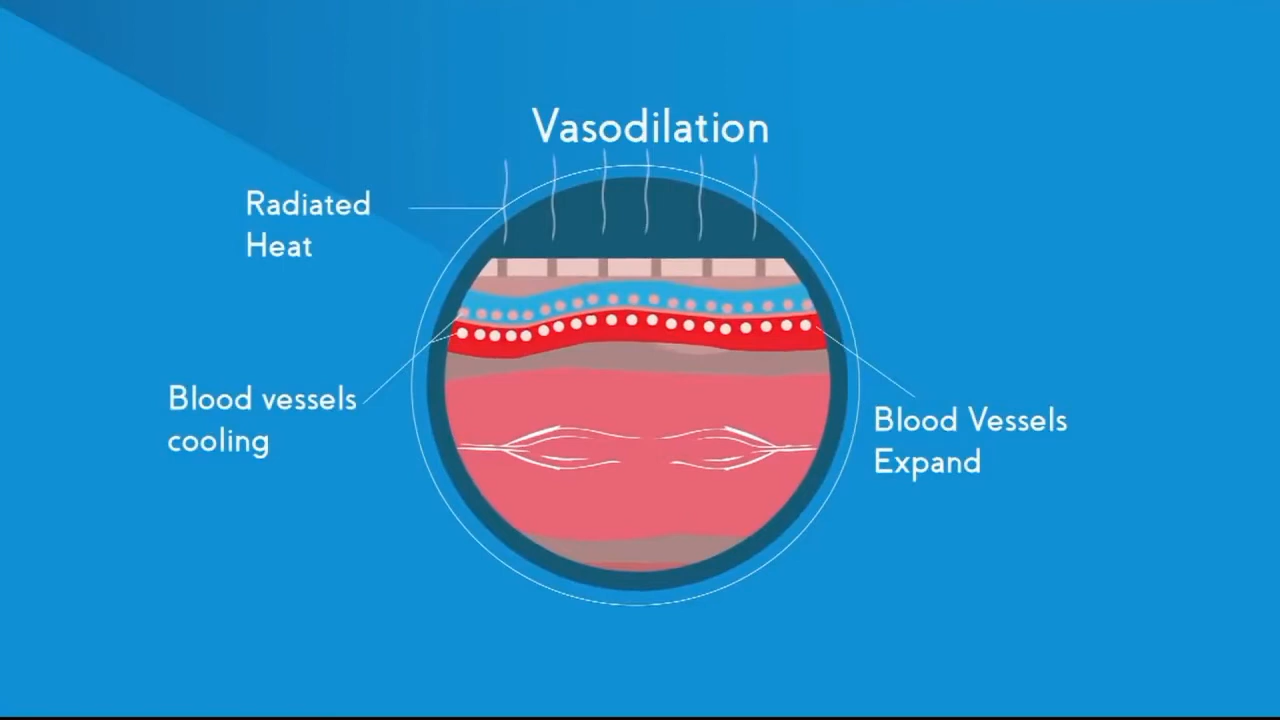 Vasodilation
Radiated
Heat
Blood vessels
cooling
Blood Vessels
Expand